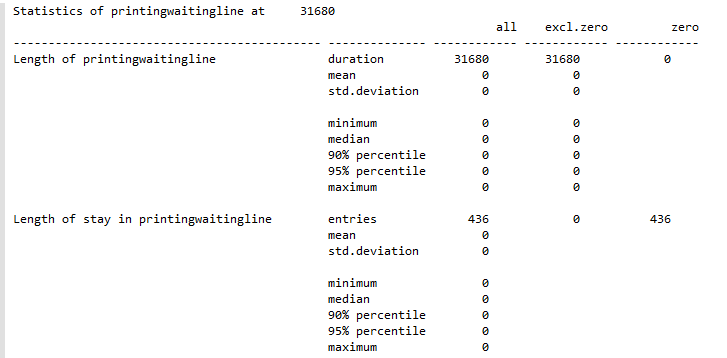 Statistics of printingwaitingline at     31680
                                                                     all    excl.zero         zero
-------------------------------------------- -------------- ------------ ------------ ------------
Length of printingwaitingline                duration              31680        31680            0
                                             mean                      0            0
                                             std.deviation             0            0

                                             minimum                   0            0
                                             median                    0            0
                                             90% percentile            0            0
                                             95% percentile            0            0
                                             maximum                   0            0

Length of stay in printingwaitingline        entries                 436            0          436
                                             mean                      0
                                             std.deviation             0

                                             minimum                   0
                                             median                    0
                                             90% percentile            0
                                             95% percentile            0
                                             maximum                   0